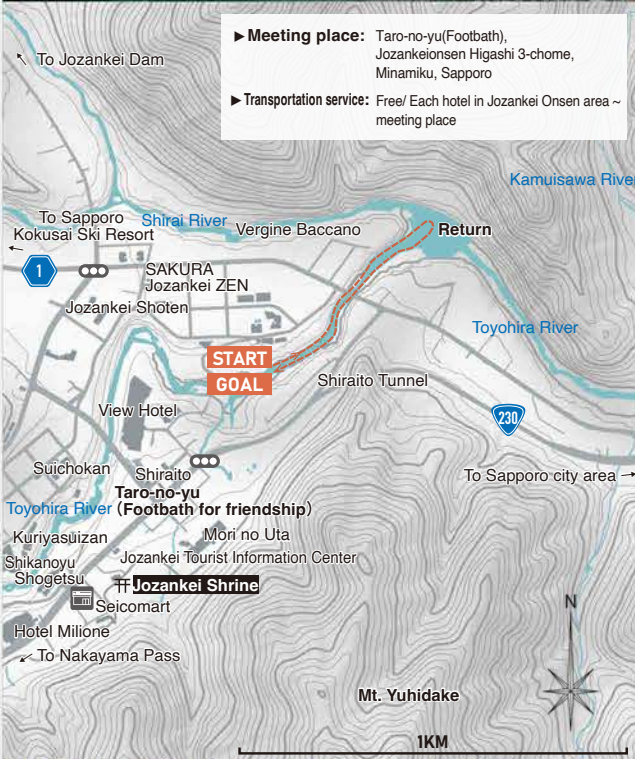 ▶Meeting place: Taro-no-yu(Footbath),
Jozankeionsen Higashi 3-chome,
Minamiku, Sapporo
▶Transportation service: Free/ Each hotel in Jozankei Onsen area ~
meeting place
To Jozankei Dam
Kamuisawa River
To Sapporo
Kokusai Ski Resort
Shirai River
Vergine Baccano
Return
1
SAKURA
Jozankei ZEN
Jozankei Shoten
Toyohira River
START
GOAL
Shiraito Tunnel
View Hotel
230
Suichokan
Shiraito
To Sapporo city area
Taro-no-yu
(Footbath for friendship)
Toyohira River
Kuriyasuizan
Mori no Uta
Shikanoyu
Jozankei Tourist Information Center
Shogetsu
Jozankei Shrine
Seicomart
Hotel Milione
To Nakayama Pass
N
Mt. Yuhidake
1KM